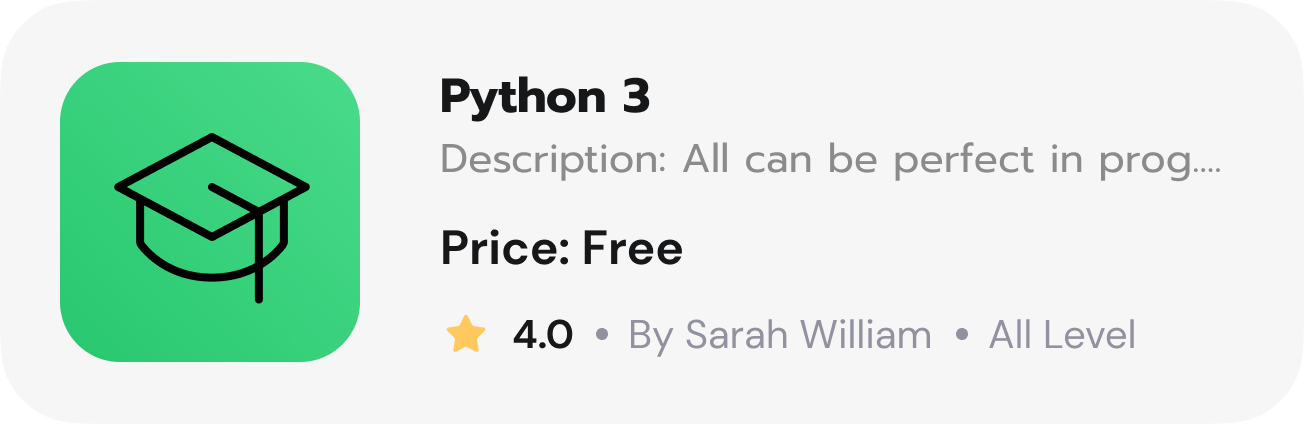 Python 3
Description: All can be perfect in prog....
Price: Free
4.0 • By Sarah William • All Level